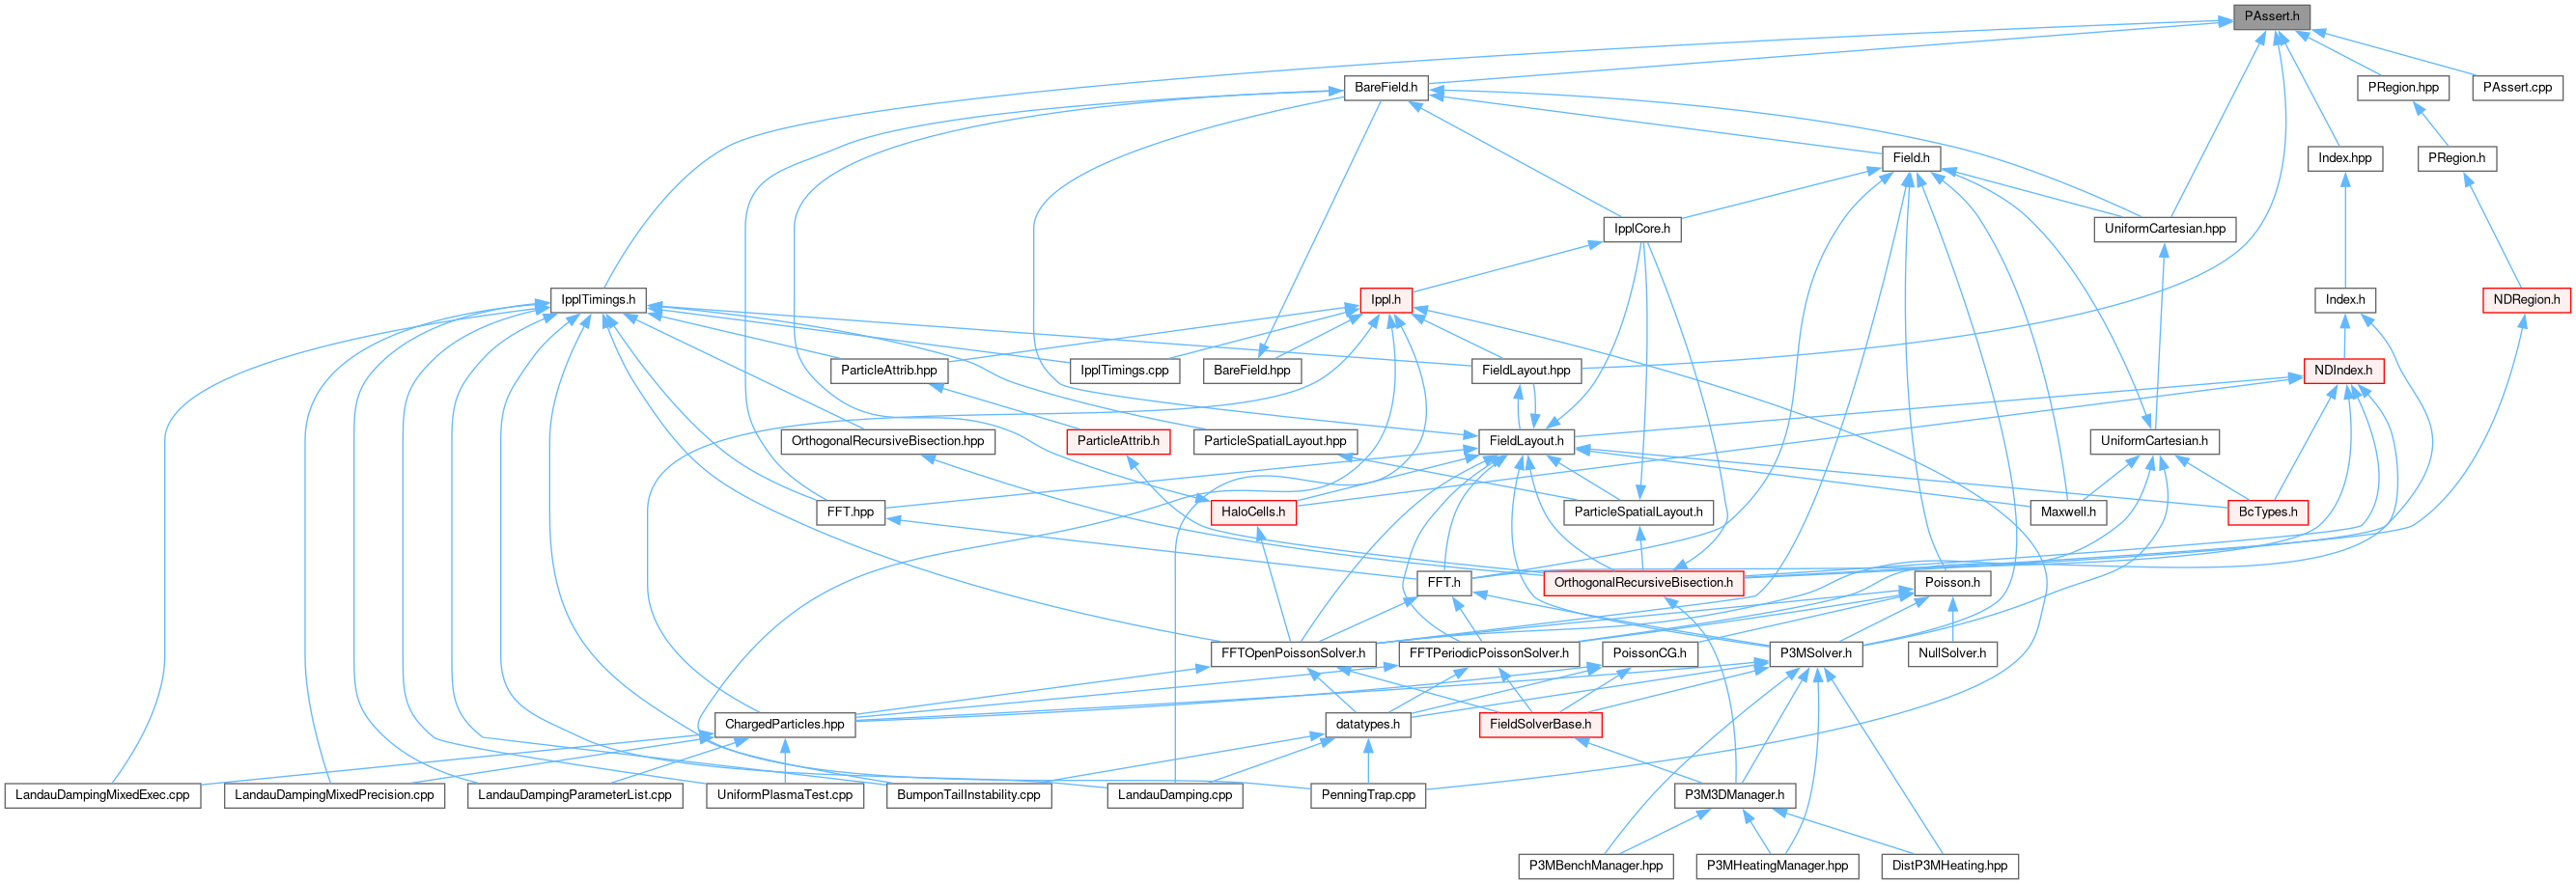 PAssert.h
BareField.h
PRegion.hpp
PAssert.cpp
Field.h
Index.hpp
PRegion.h
IpplCore.h
UniformCartesian.hpp
IpplTimings.h
Ippl.h
Index.h
NDRegion.h
ParticleAttrib.hpp
IpplTimings.cpp
BareField.hpp
FieldLayout.hpp
NDIndex.h
OrthogonalRecursiveBisection.hpp
ParticleAttrib.h
ParticleSpatialLayout.hpp
FieldLayout.h
UniformCartesian.h
FFT.hpp
HaloCells.h
ParticleSpatialLayout.h
Maxwell.h
BcTypes.h
FFT.h
OrthogonalRecursiveBisection.h
Poisson.h
FFTOpenPoissonSolver.h
FFTPeriodicPoissonSolver.h
PoissonCG.h
P3MSolver.h
NullSolver.h
ChargedParticles.hpp
datatypes.h
FieldSolverBase.h
LandauDampingMixedExec.cpp
LandauDampingMixedPrecision.cpp
LandauDampingParameterList.cpp
UniformPlasmaTest.cpp
BumponTailInstability.cpp
LandauDamping.cpp
PenningTrap.cpp
P3M3DManager.h
P3MBenchManager.hpp
P3MHeatingManager.hpp
DistP3MHeating.hpp